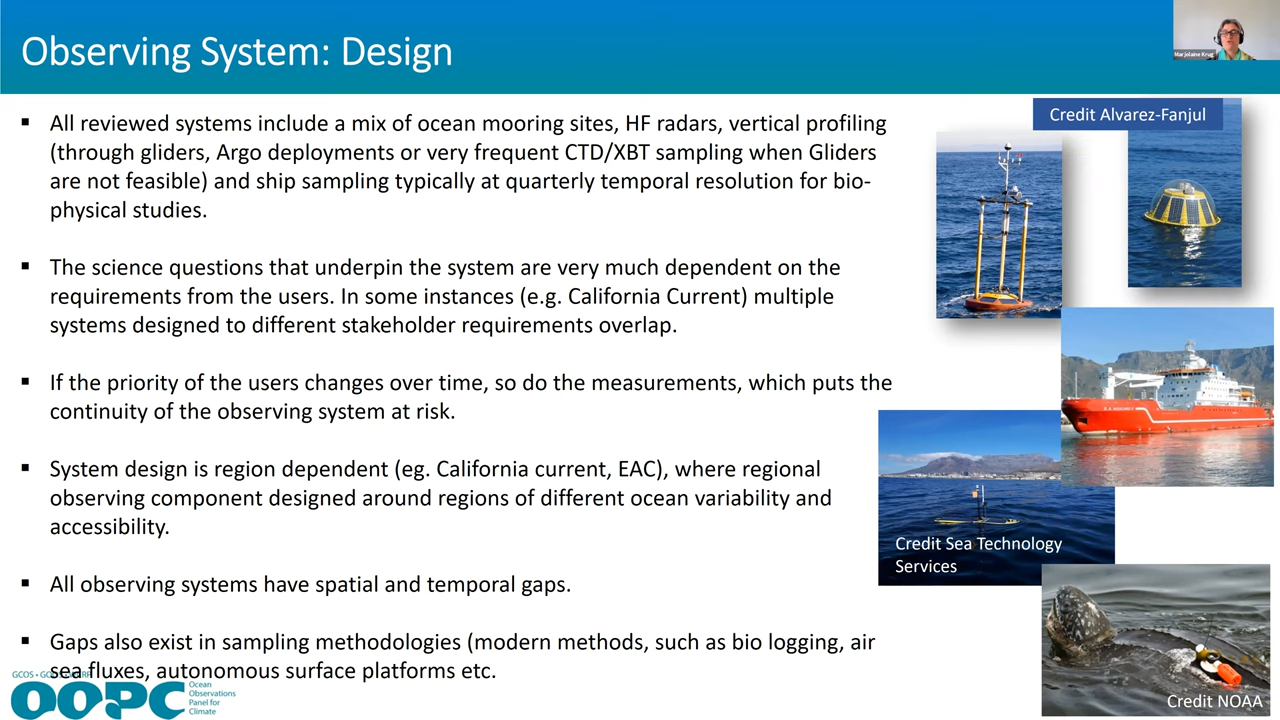 Observing System: Design
Marjolaine Krug
Credit Alvarez-Fanjul
▪ All reviewed systems include a mix of ocean mooring sites, HF radars, vertical profiling
(through gliders, Argo deployments or very frequent CTD/XBT sampling when Gliders
are not feasible) and ship sampling typically at quarterly temporal resolution for bio-
physical studies.
▪ The science questions that underpin the system are very much dependent on the
requirements from the users. In some instances (e.g. California Current) multiple
systems designed to different stakeholder requirements overlap.
▪ If the priority of the users changes over time, so do the measurements, which puts the
continuity of the observing system at risk.
▪ System design is region dependent (eg. California current, EAC), where regional
observing component designed around regions of different ocean variability and
accessibility.
▪ All observing systems have spatial and temporal gaps.
▪ Gaps also exist in sampling methodologies (modern methods, such as bio logging, air
sea fluxes, autonomous surface platforms etc.
Credit Sea Technology
Services
Credit NOAA
OOPC
Ocean
Observations
Panel for
Climate